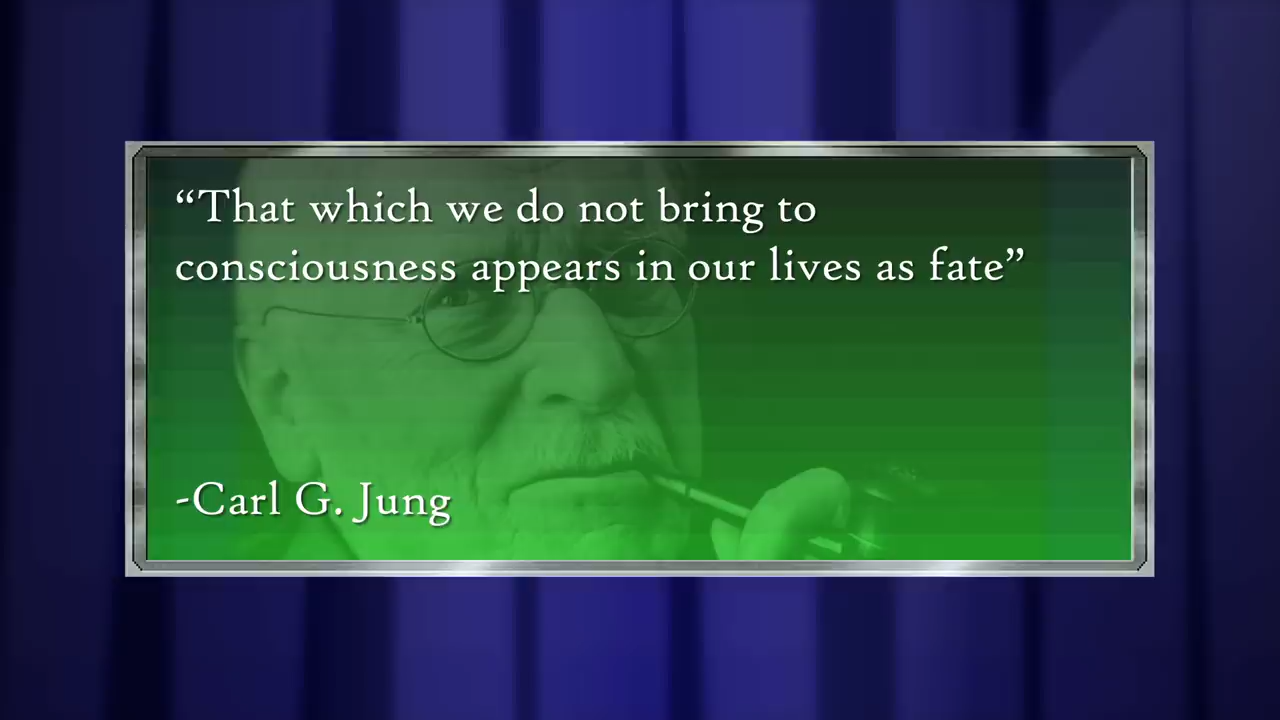 “That which we do not bring to
consciousness appears in our lives as fate”
-Carl G. Jung